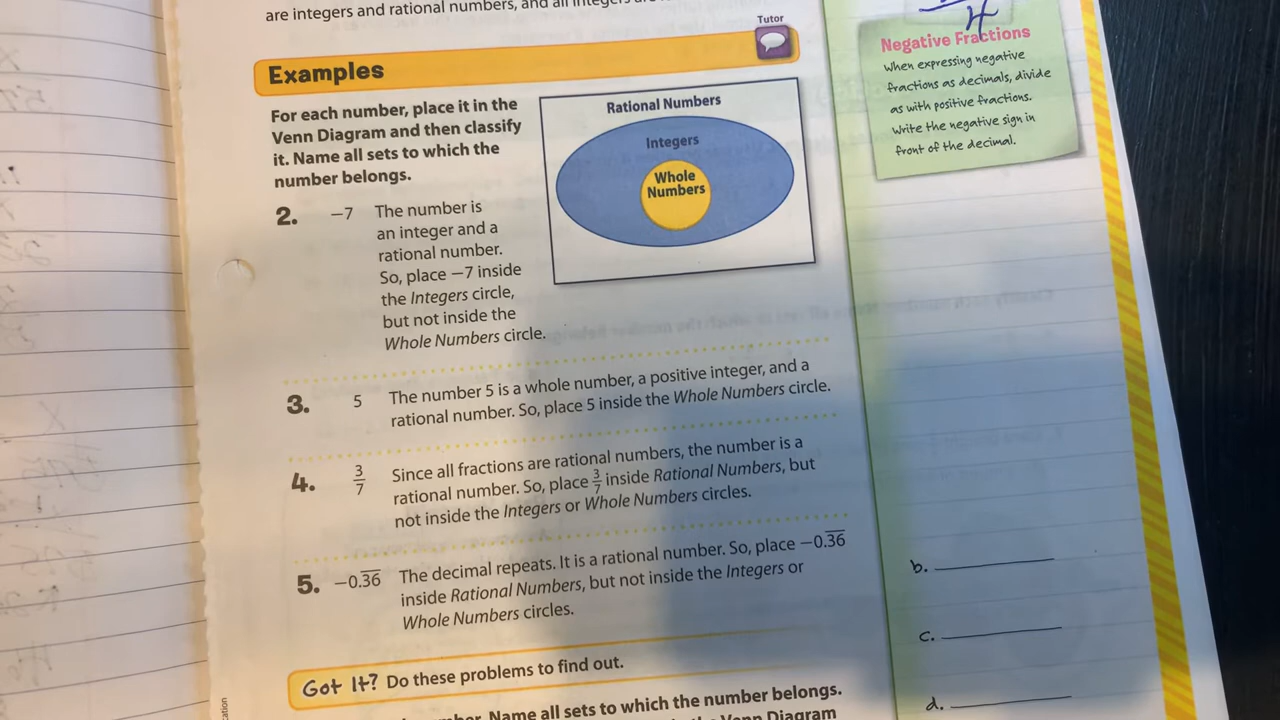 are integers and rational numbers, and all integers are
Tutor
Examples
For each number, place it in the
Venn Diagram and then classify
it. Name all sets to which the
number belongs.
Rational Numbers
Integers
Whole
Numbers
2. −7 The number is
an integer and a
rational number.
So, place −7 inside
the Integers circle,
but not inside the
Whole Numbers circle.
3. 5 The number 5 is a whole number, a positive integer, and a
rational number. So, place 5 inside the Whole Numbers circle.
4. 3/7 Since all fractions are rational numbers, the number is a
rational number. So, place 3/7 inside Rational Numbers, but
not inside the Integers or Whole Numbers circles.
5. −0.3̅6̅ The decimal repeats. It is a rational number. So, place −0.3̅6̅
inside Rational Numbers, but not inside the Integers or
Whole Numbers circles.
Got It? Do these problems to find out.
Name all sets to which the number belongs.
Venn Diagram
4
Negative Fractions
When expressing negative
fractions as decimals, divide
as with positive fractions.
Write the negative sign in
front of the decimal.
b.
c.
d.